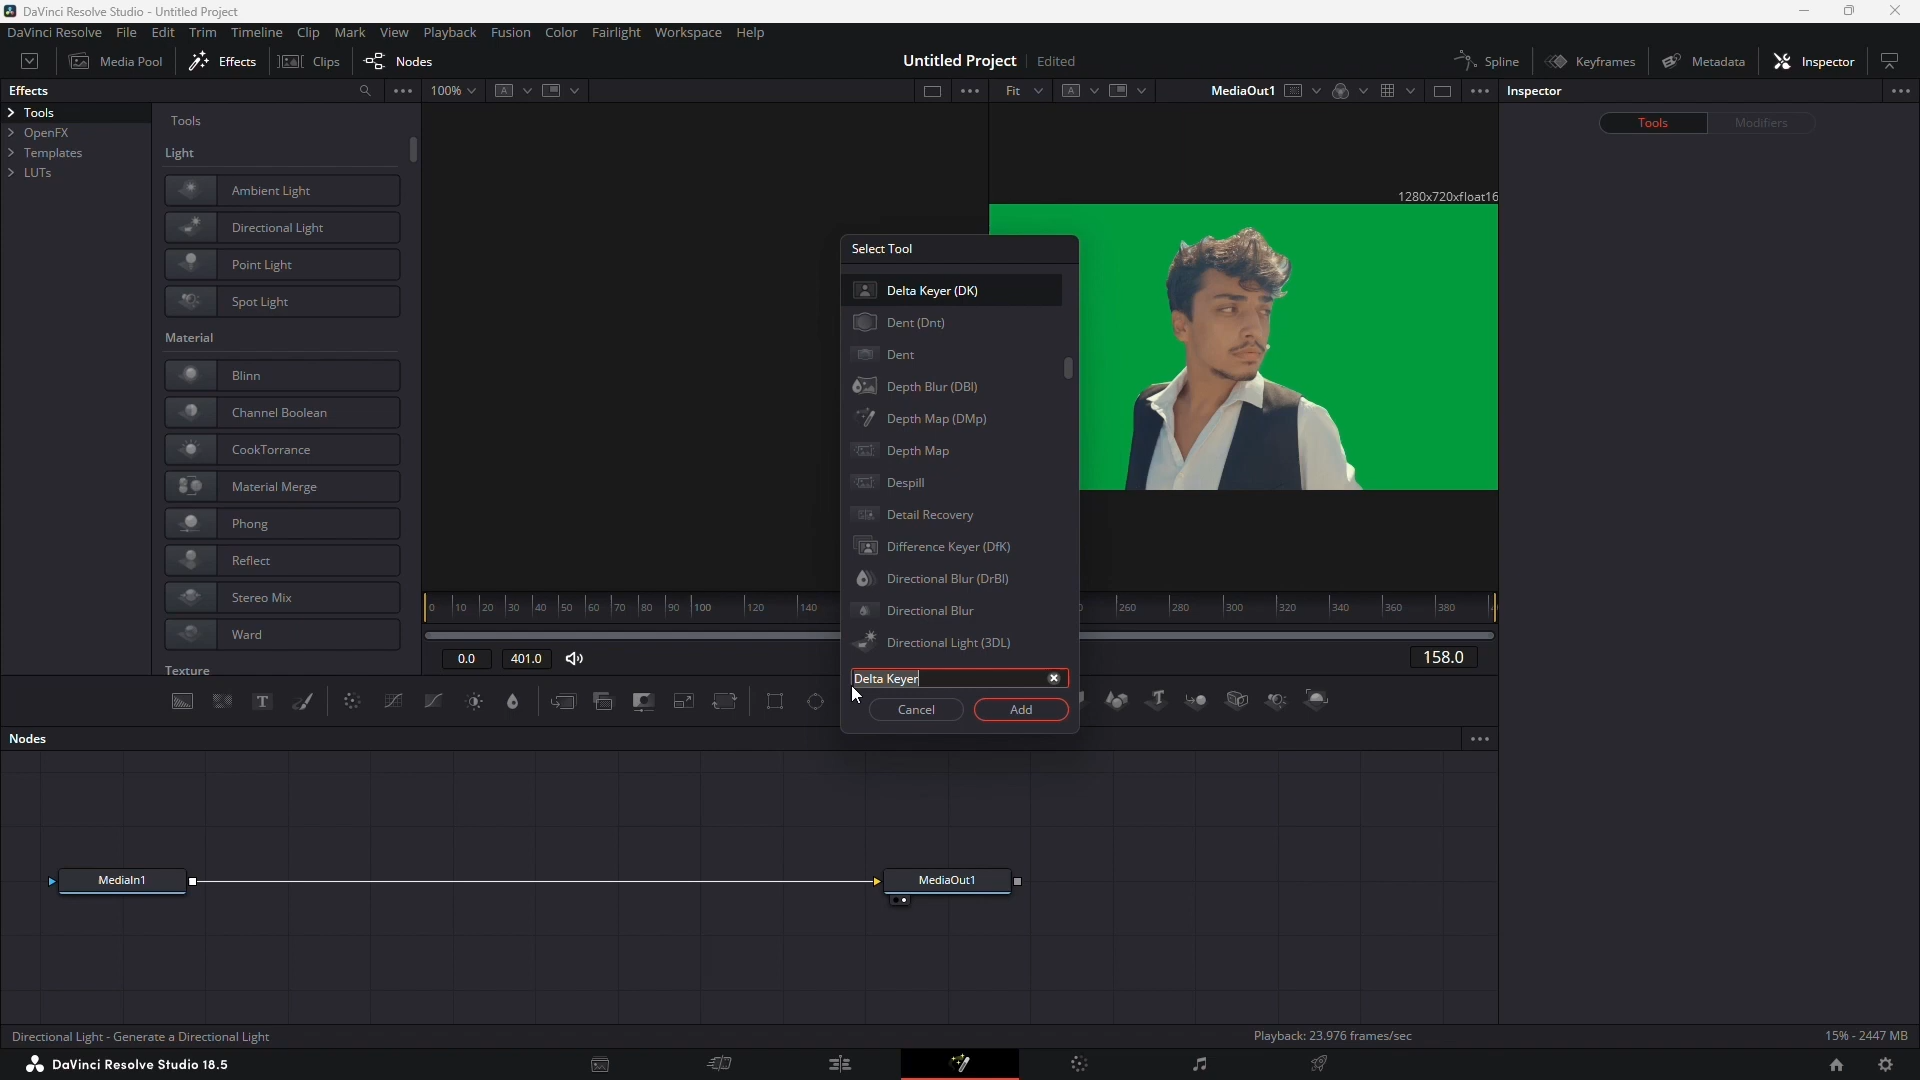 DaVinci Resolve Studio - Untitled Project
DaVinci Resolve File Edit Trim Timeline Clip Mark View Playback Fusion Color Fairlight Workspace Help
Media Pool Effects Clips Nodes Untitled Project Edited Spline Keyframes Metadata Inspector
Effects 100% A Fit A MediaOut1 Inspector
Tools
OpenFX
Templates
LUTs
Tools
Light
Ambient Light
Directional Light
Point Light
Spot Light
Material
Blinn
Channel Boolean
CookTorrance
Material Merge
Phong
Reflect
Stereo Mix
Ward
Texture
Tools Modifiers
1280x720xfloat16
Select Tool
Delta Keyer (DK)
Dent (Dnt)
Dent
Depth Blur (DBl)
Depth Map (DMp)
Depth Map
Despill
Detail Recovery
Difference Keyer (DfK)
Directional Blur (DrBl)
Directional Blur
Directional Light (3DL)
Delta Keyer
Cancel Add
0 10 20 30 40 50 60 70 80 90 100 120 140 260 280 300 320 340 360 380
0.0 401.0 158.0
T T
Nodes
MediaIn1 MediaOut1
Directional Light - Generate a Directional Light Playback: 23.976 frames/sec 15% - 2447 MB
DaVinci Resolve Studio 18.5